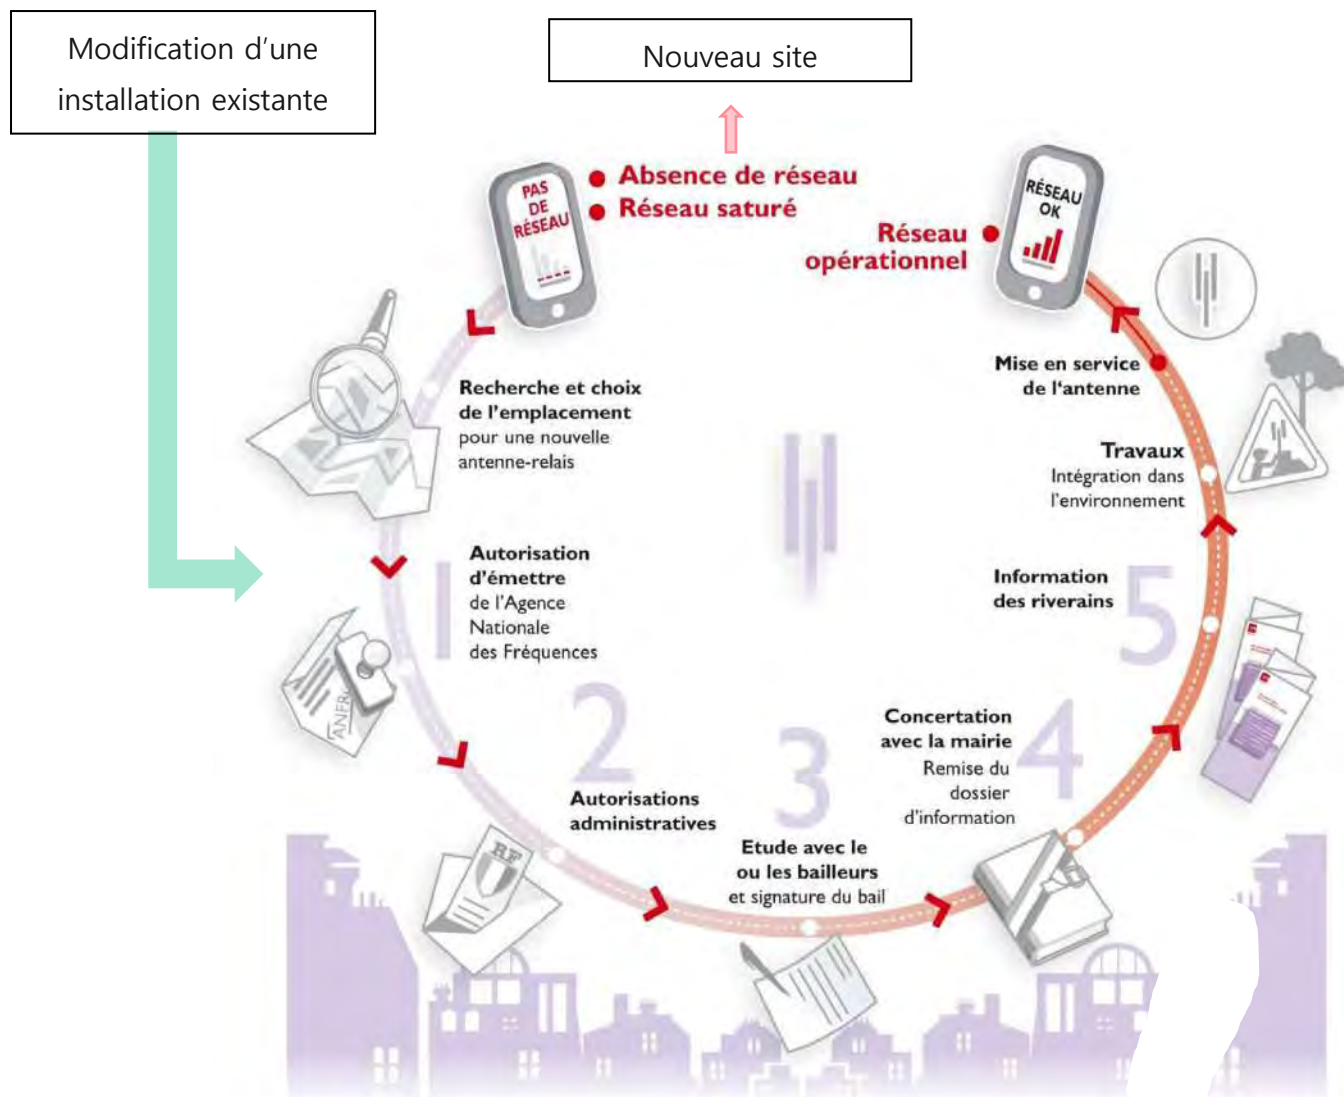 Modification d'une
installation existante
Nouveau site
PAS
DE
RÉSEAU
Absence de réseau
Réseau saturé
RÉSEAU
OK
Réseau
opérationnel
Recherche et choix
de l'emplacement
pour une nouvelle
antenne-relais
1
Autorisation
d'émettre
de l'Agence
Nationale
des Fréquences
ANFR
2
Autorisations
administratives
RF
3
Etude avec le
ou les bailleurs
et signature du bail
4
Concertation
avec la mairie
Remise du
dossier
d'information
5
Information
des riverains
Travaux
Intégration dans
l'environnement
Mise en service
de l'antenne